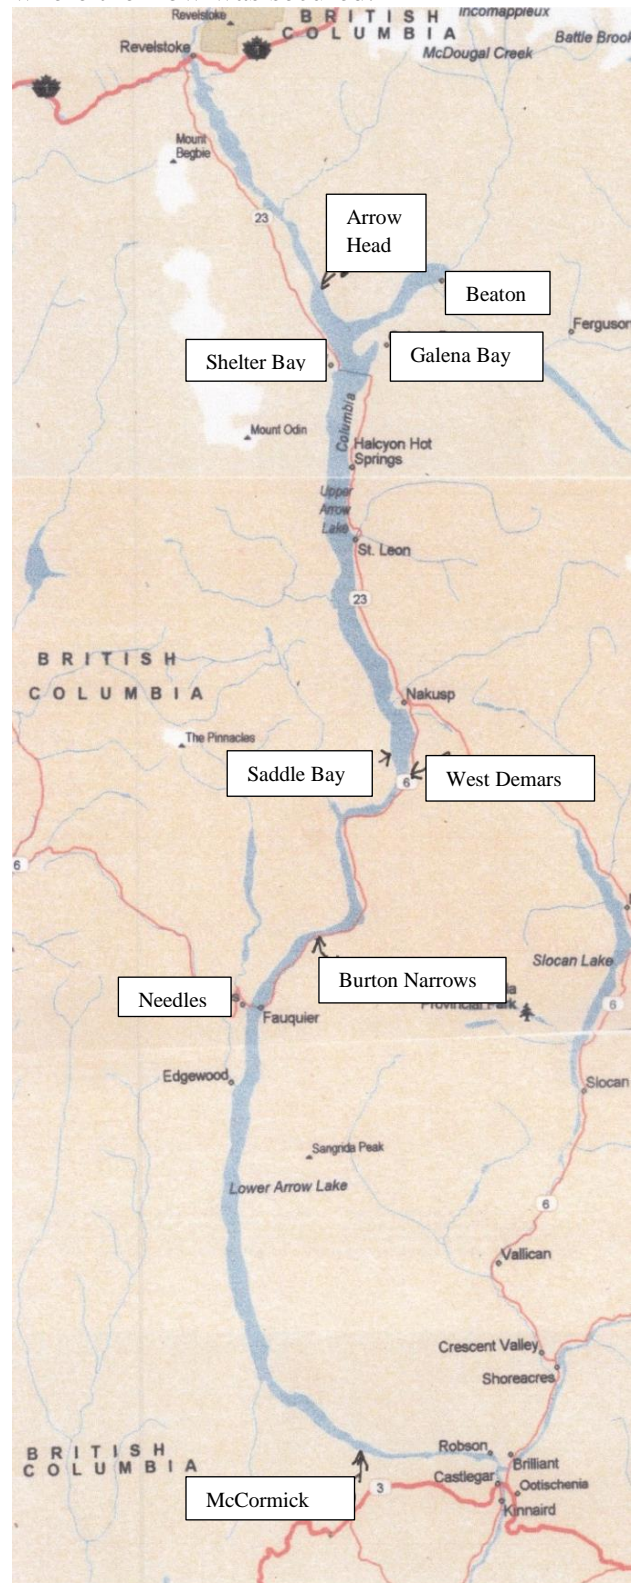 Revelstoke
BRITISH
COLUMBIA
Incomappleux
Battle Brook
McDougal Creek
Revelstoke
1
1
Mount
Begbie
23
Arrow
Head
Beaton
Ferguson
Shelter Bay
Galena Bay
Columbia
Mount Odin
Halcyon Hot
Springs
Upper
Arrow
Lake
St. Leon
23
BRITISH
COLUMBIA
Nakusp
The Pinnacles
Saddle Bay
West Demars
6
6
Slocan Lake
Burton Narrows
Needles
Provincial Park
Fauquier
6
Edgewood
Slocan
Sangrida Peak
Lower Arrow Lake
6
Vallican
Crescent Valley
Shoreacres
BRITISH
COLUMBIA
Robson
Brilliant
Castlegar
Ootischenia
McCormick
3
Kinnaird